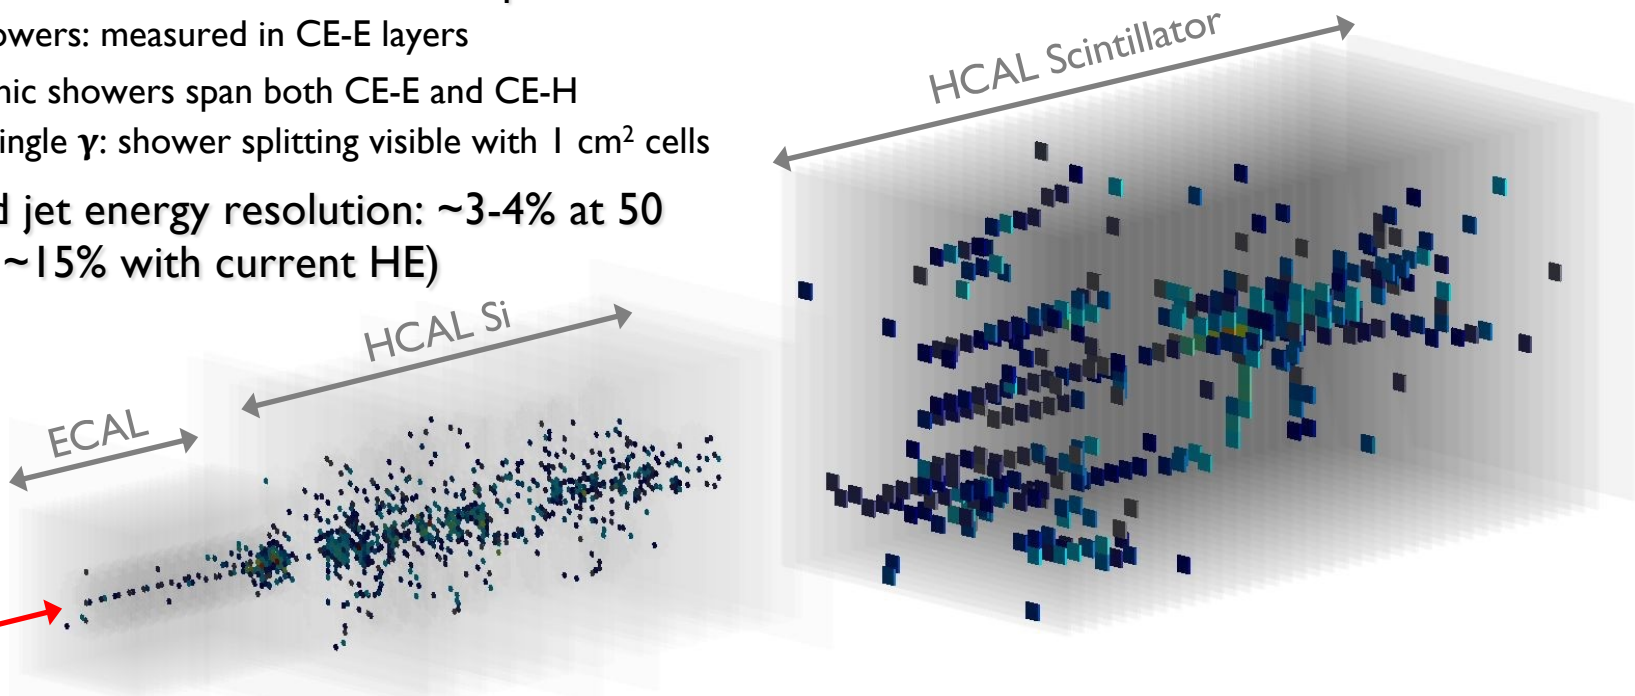 owers: measured in CE-E layers
nic showers span both CE-E and CE-H
ingle γ: shower splitting visible with 1 cm² cells
d jet energy resolution: ~3-4% at 50
~15% with current HE)
HCAL Scintillator
HCAL Si
ECAL